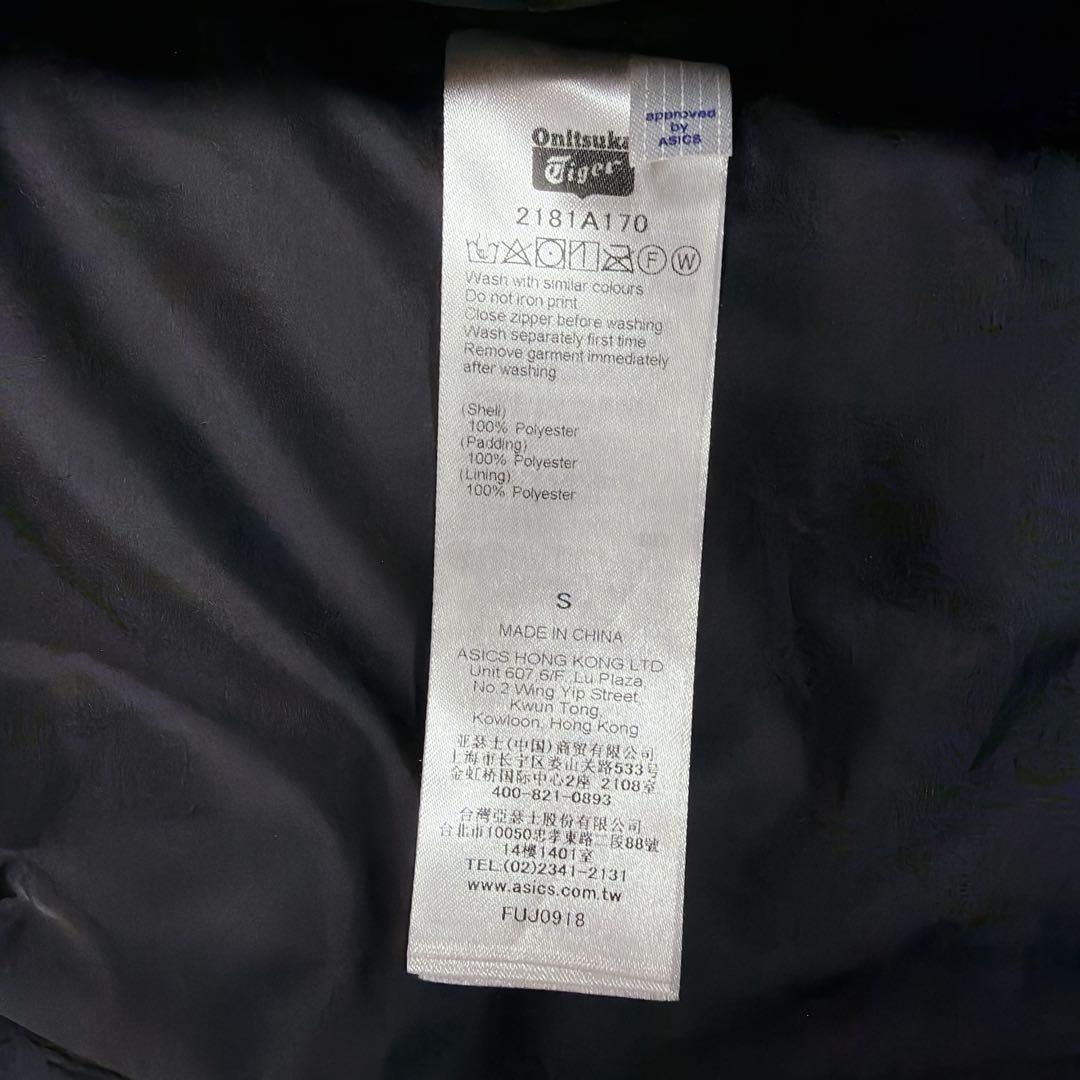 approved
by
ASICS
Onitsuka
Tiger
2181A170
F W
Wash with similar colours
Do not iron print
Close zipper before washing
Wash separately first time
Remove garment immediately
after washing
(Shell)
100% Polyester
(Padding)
100% Polyester
(Lining)
100% Polyester
S
MADE IN CHINA
ASICS HONG KONG LTD
Unit 607,6/F, Lu Plaza,
No.2 Wing Yip Street,
Kwun Tong,
Kowloon, Hong Kong
亚瑟士(中国)商贸有限公司
上海市长宁区娄山关路533号
金虹桥国际中心2座 2108室
400-821-0893
台灣亞瑟士股份有限公司
台北市10050忠孝東路二段88號
14樓1401室
TEL:(02)2341-2131
www.asics.com.tw
FUJ0918